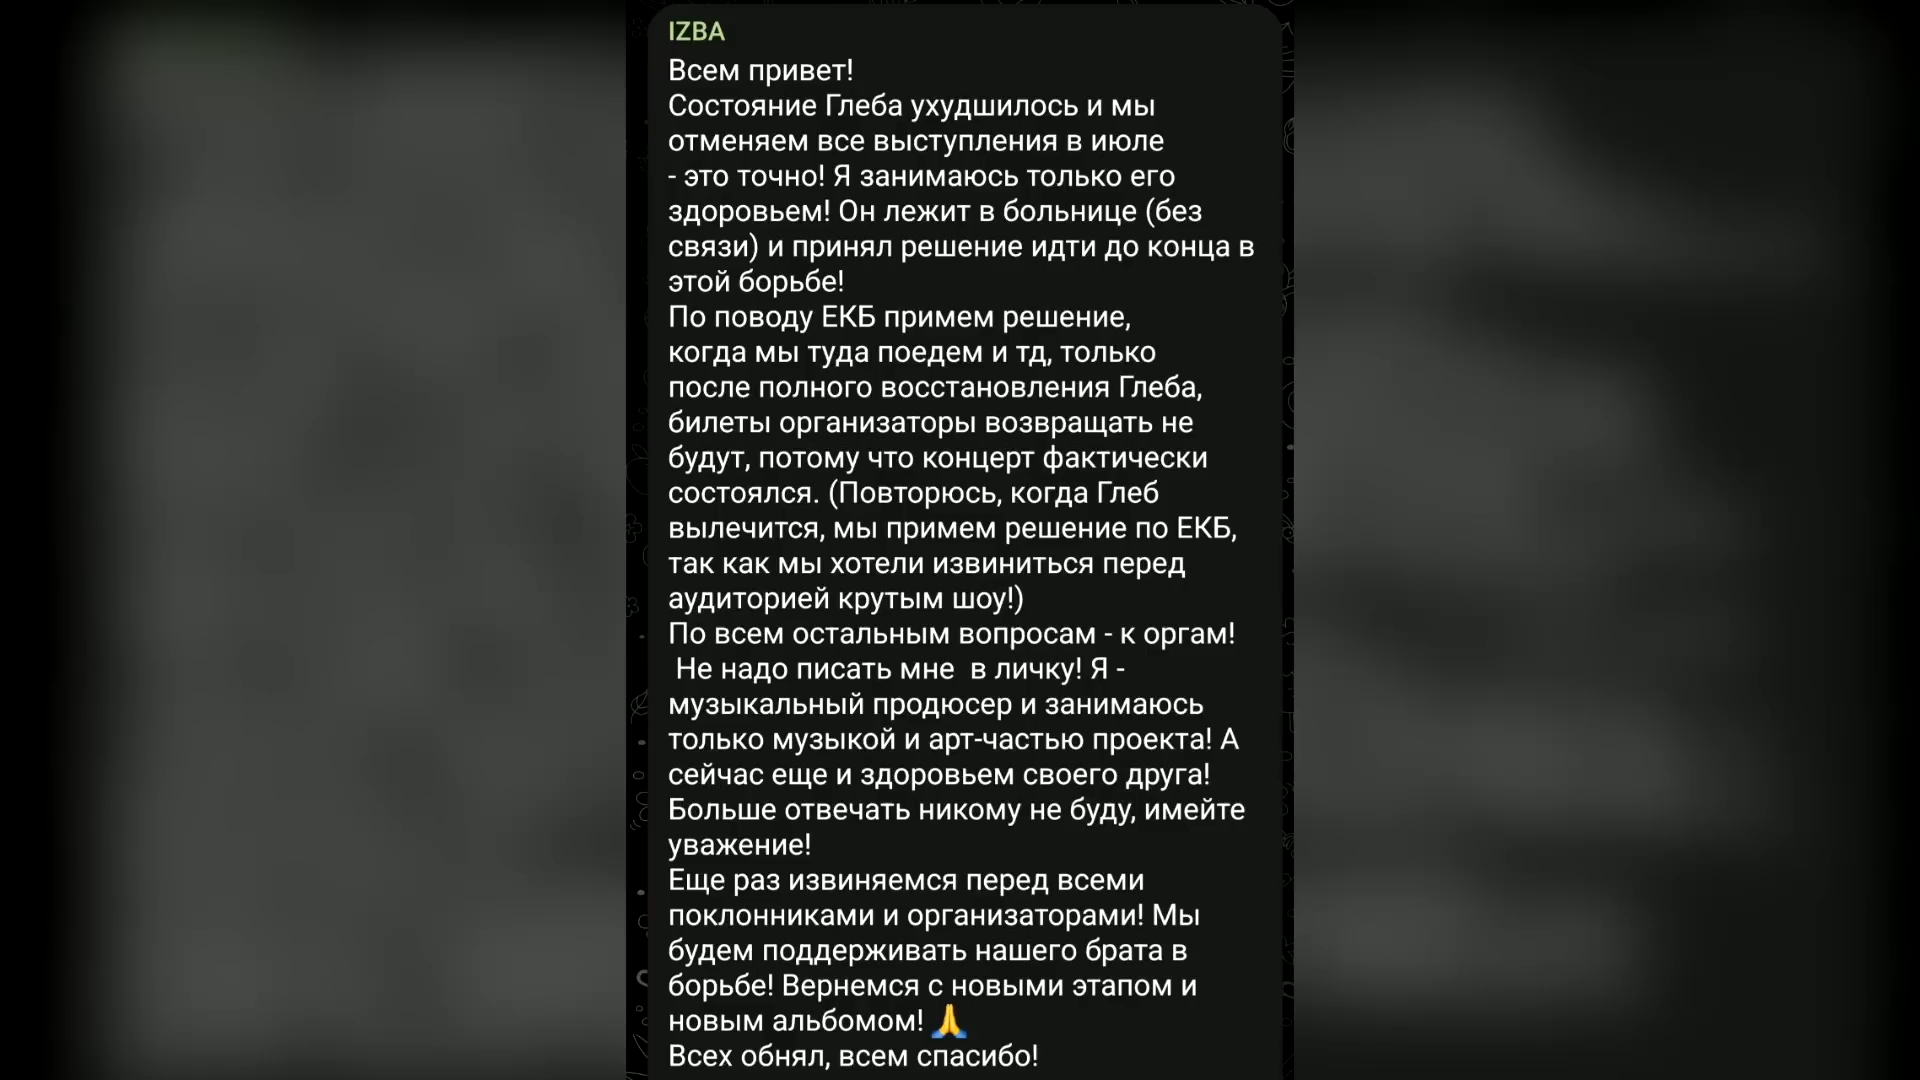 IZBA
Всем привет!
Состояние Глеба ухудшилось и мы
отменяем все выступления в июле
- это точно! Я занимаюсь только его
здоровьем! Он лежит в больнице (без
связи) и принял решение идти до конца в
этой борьбе!
По поводу ЕКБ примем решение,
когда мы туда поедем и тд, только
после полного восстановления Глеба,
билеты организаторы возвращать не
будут, потому что концерт фактически
состоялся. (Повторюсь, когда Глеб
вылечится, мы примем решение по ЕКБ,
так как мы хотели извиниться перед
аудиторией крутым шоу!)
По всем остальным вопросам - к оргам!
Не надо писать мне  в личку! Я -
музыкальный продюсер и занимаюсь
только музыкой и арт-частью проекта! А
сейчас еще и здоровьем своего друга!
Больше отвечать никому не буду, имейте
уважение!
Еще раз извиняемся перед всеми
поклонниками и организаторами! Мы
будем поддерживать нашего брата в
борьбе! Вернемся с новыми этапом и
новым альбомом! 🙏
Всех обнял, всем спасибо!